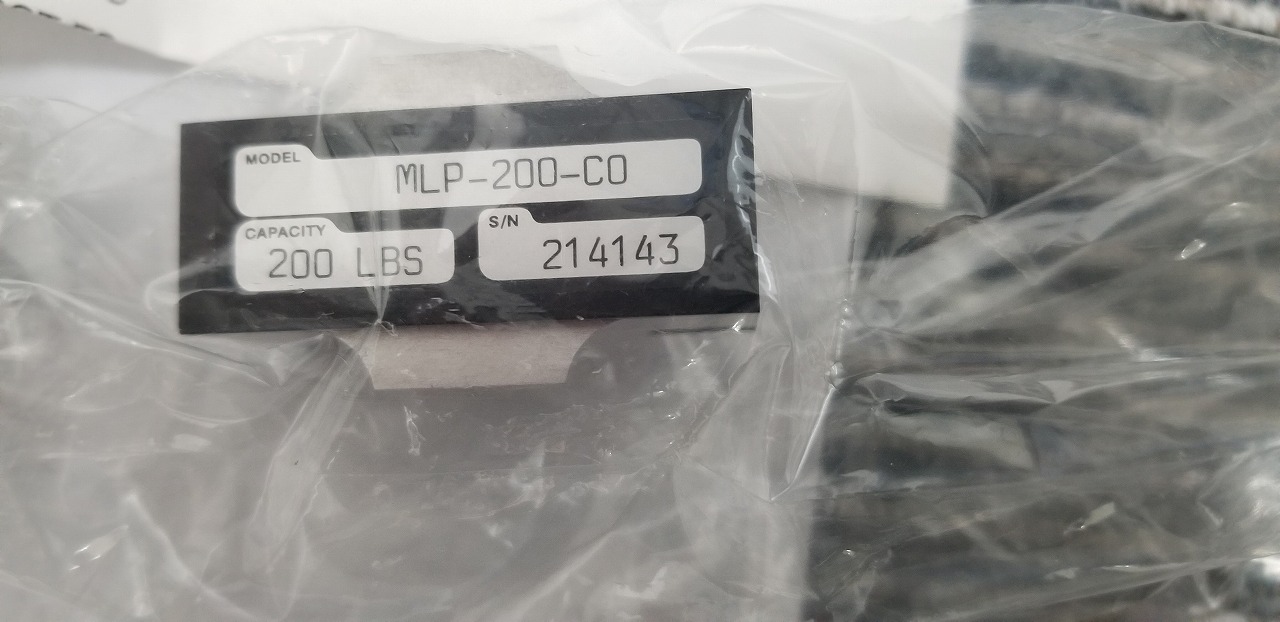 MODEL
MLP-200-CO
CAPACITY
200 LBS
S/N
214143